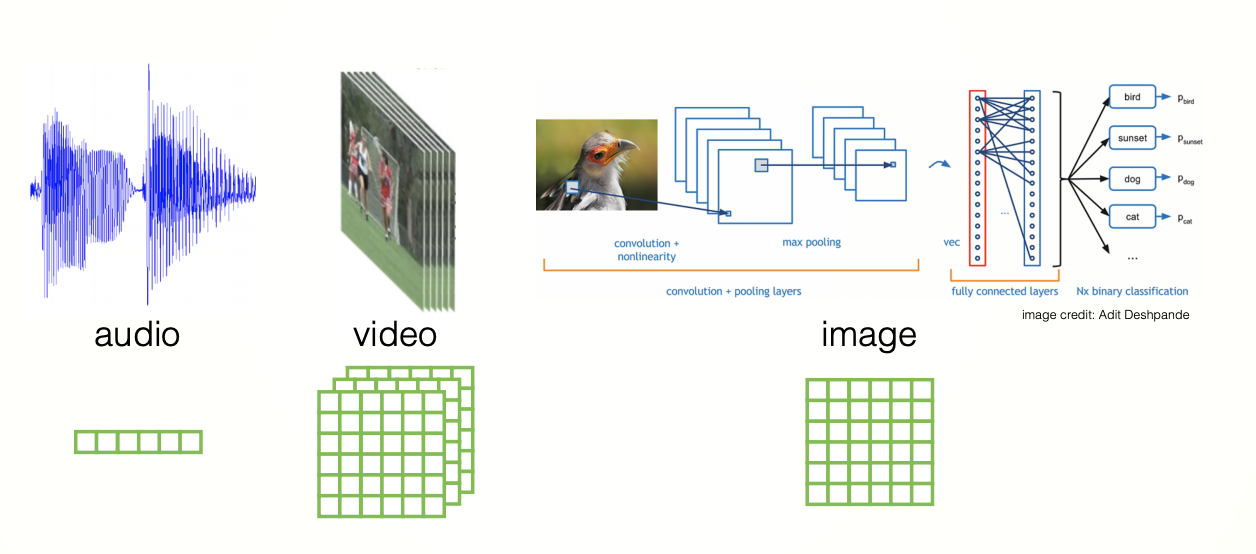 bird
p_bird
sunset
p_sunset
dog
p_dog
cat
p_cat
...
...
convolution +
nonlinearity
max pooling
vec
convolution + pooling layers
fully connected layers
Nx binary classification
image credit: Adit Deshpande
audio
video
image